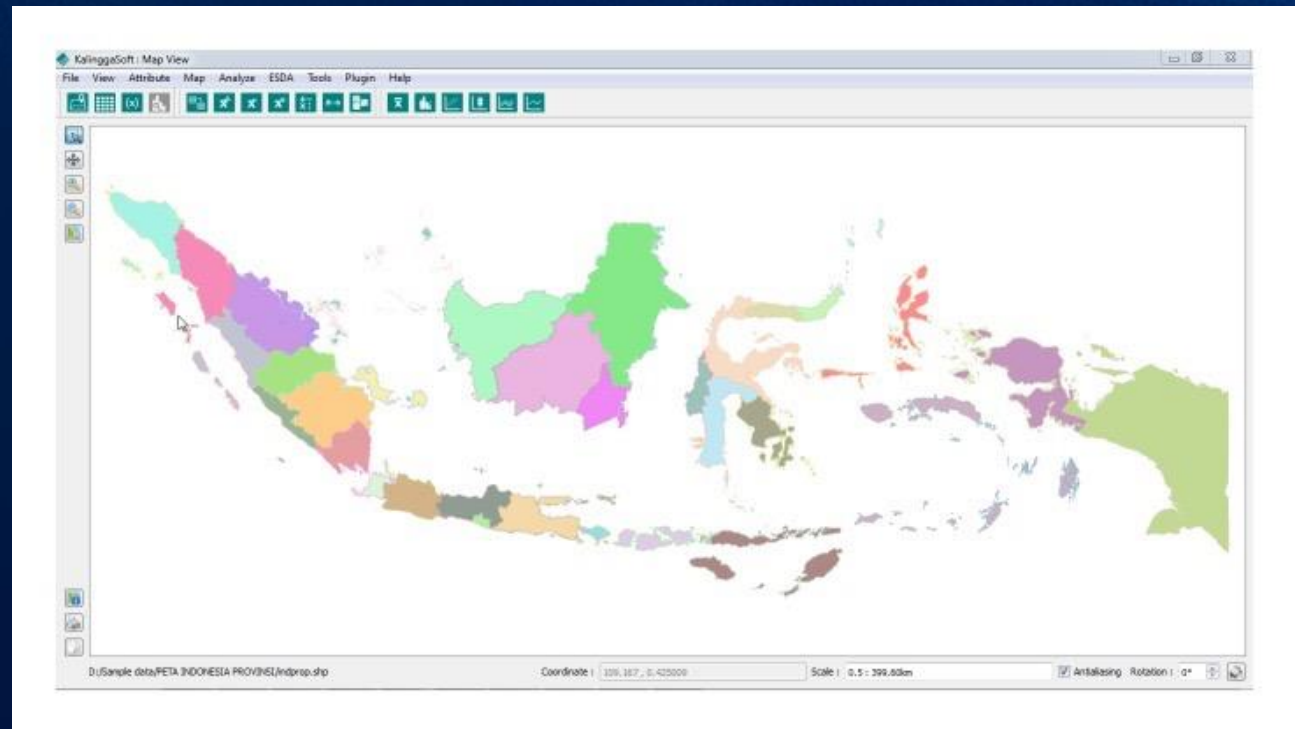 KalinggaSoft : Map View
File View Attribute Map Analyze ESDA Tools Plugin Help
D:/Sample data/PETA INDONESIA PROVINSI/indprop.shp Coordinate : Scale : 0.5 : 399.60km Antialiasing Rotation : 0°